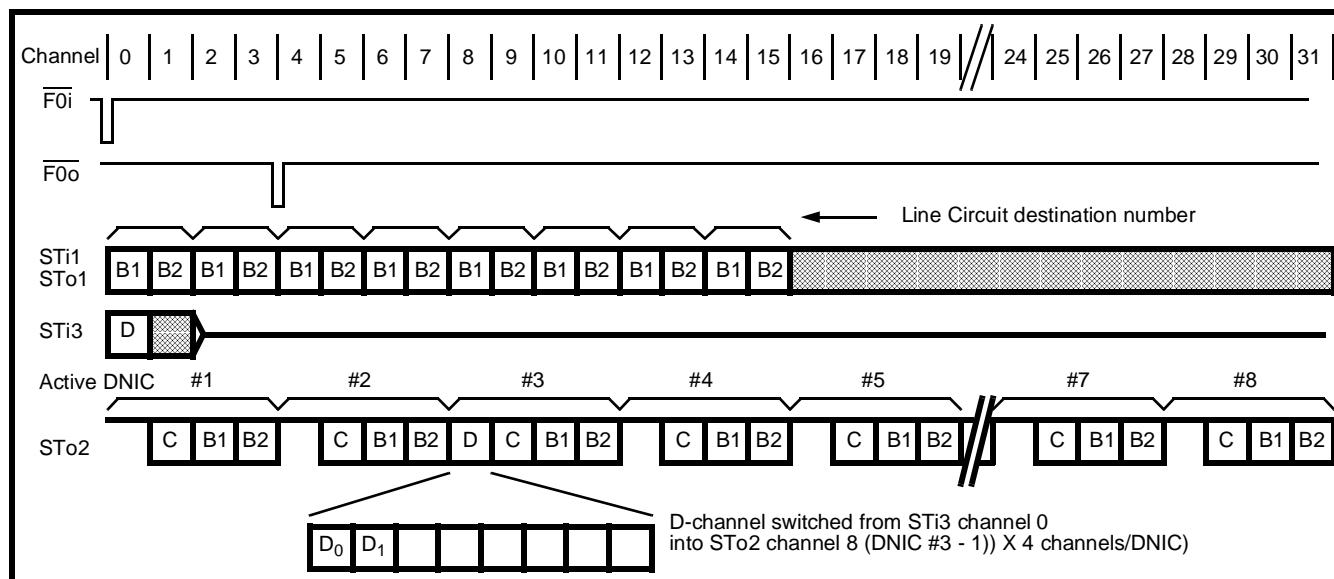 Channel 0 1 2 3 4 5 6 7 8 9 10 11 12 13 14 15 16 17 18 19 24 25 26 27 28 29 30 31
F0i
F0o
Line Circuit destination number
STi1
STo1
B1 B2 B1 B2 B1 B2 B1 B2 B1 B2 B1 B2 B1 B2 B1 B2
STi3 D
Active DNIC #1 #2 #3 #4 #5 #7 #8
STo2 C B1 B2 C B1 B2 D C B1 B2 C B1 B2 C B1 B2 C B1 B2 C B1 B2
D0 D1
D-channel switched from STi3 channel 0
into STo2 channel 8 (DNIC #3 - 1)) X 4 channels/DNIC)